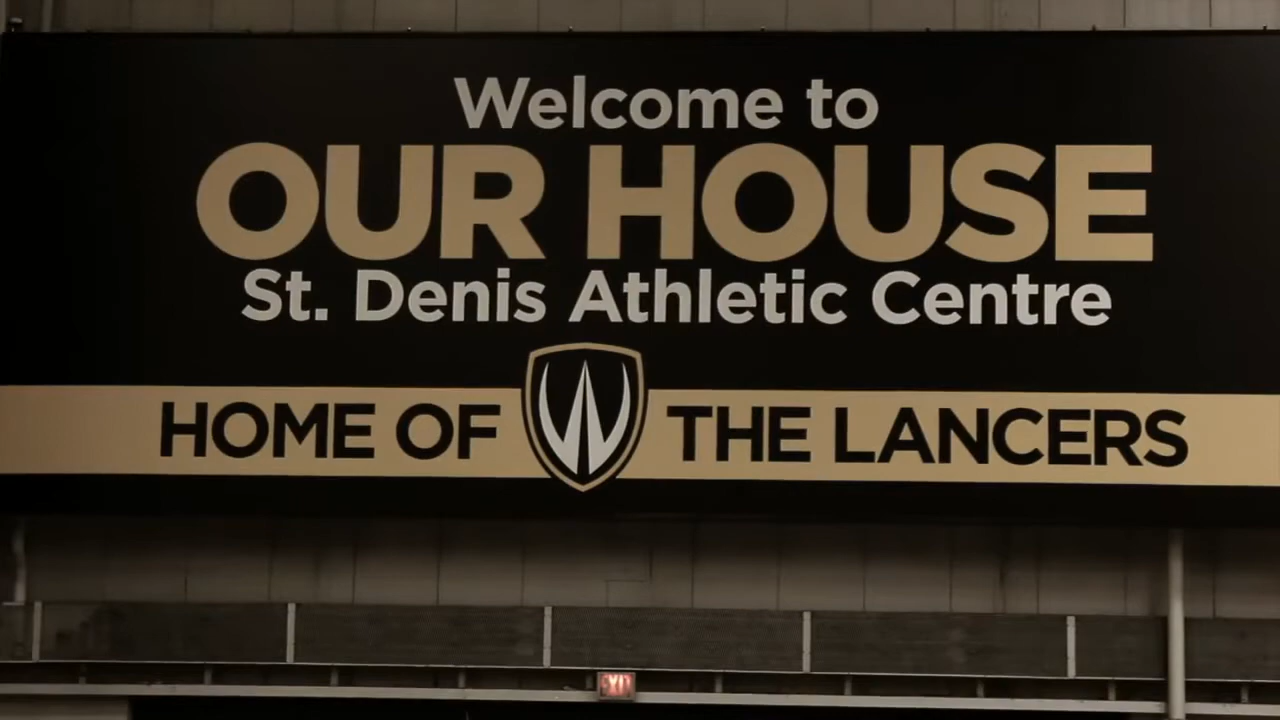 Welcome to
OUR HOUSE
St. Denis Athletic Centre
HOME OF THE LANCERS
EXIT